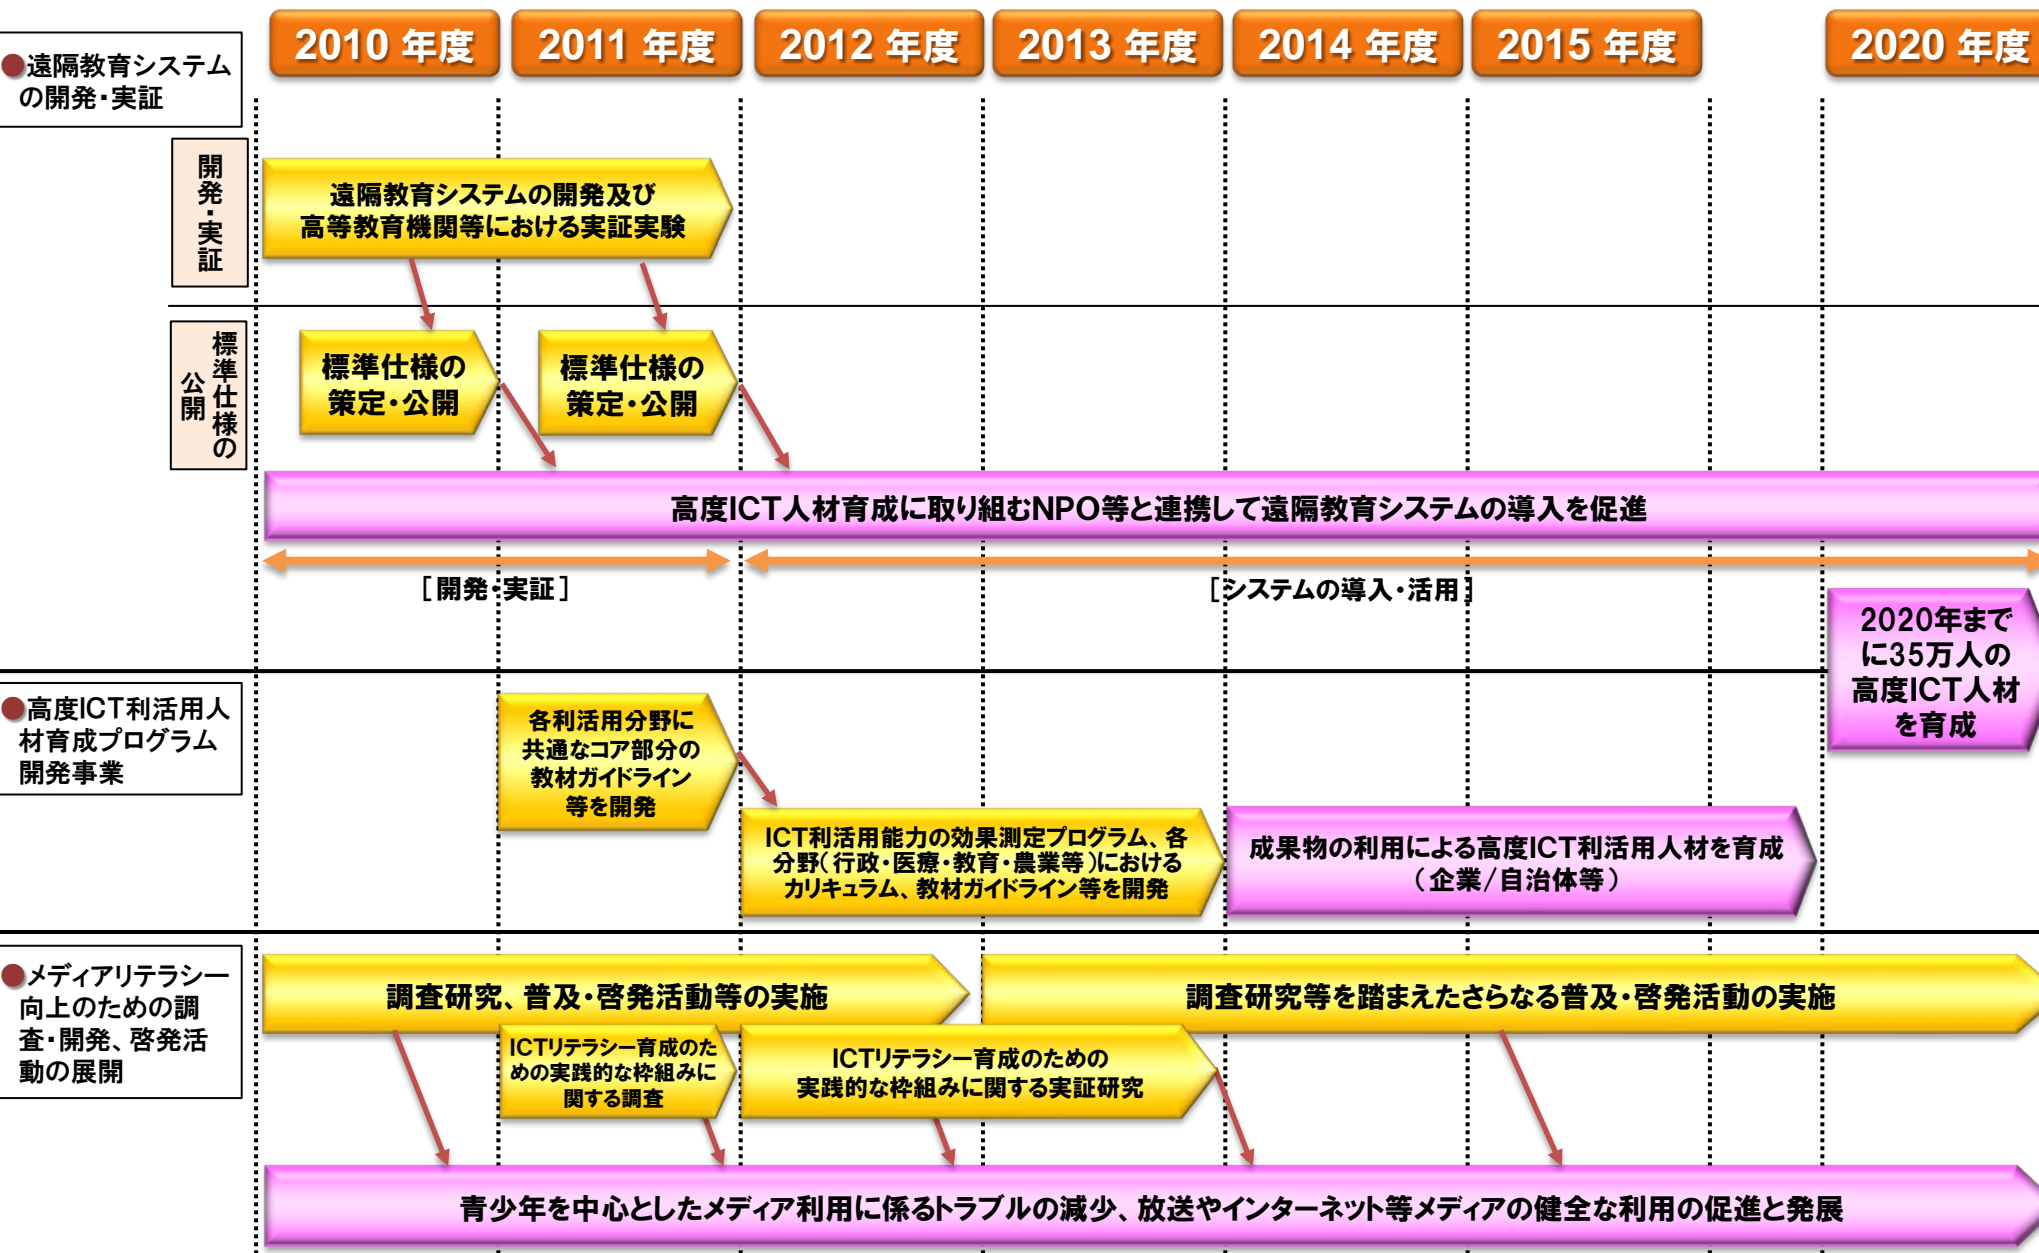 2010 年度
2011 年度
2012 年度
2013 年度
2014 年度
2015 年度
2020 年度
●遠隔教育システム
の開発・実証
開発・実証
遠隔教育システムの開発及び
高等教育機関等における実証実験
標準仕様の
公開
標準仕様の
策定・公開
標準仕様の
策定・公開
高度ICT人材育成に取り組むNPO等と連携して遠隔教育システムの導入を促進
［開発・実証］
［システムの導入・活用］
2020年まで
に35万人の
高度ICT人材
を育成
●高度ICT利活用人
材育成プログラム
開発事業
各利活用分野に
共通なコア部分の
教材ガイドライン
等を開発
ICT利活用能力の効果測定プログラム、各
分野（行政・医療・教育・農業等）における
カリキュラム、教材ガイドライン等を開発
成果物の利用による高度ICT利活用人材を育成
（企業/自治体等）
●メディアリテラシー
向上のための調
査・開発、啓発活
動の展開
調査研究、普及・啓発活動等の実施
調査研究等を踏まえたさらなる普及・啓発活動の実施
ICTリテラシー育成のた
めの実践的な枠組みに
関する調査
ICTリテラシー育成のための
実践的な枠組みに関する実証研究
青少年を中心としたメディア利用に係るトラブルの減少、放送やインターネット等メディアの健全な利用の促進と発展